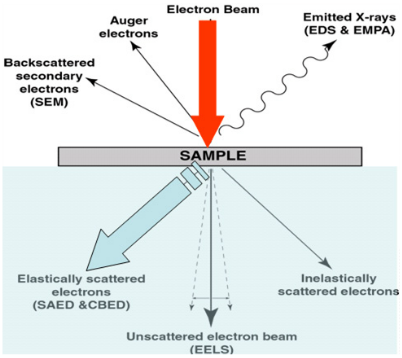 Electron Beam
Auger
electrons
Emitted X-rays
(EDS & EMPA)
Backscattered
secondary
electrons
(SEM)
SAMPLE
Elastically scattered
electrons
(SAED &CBED)
Inelastically
scattered electrons
Unscattered electron beam
(EELS)